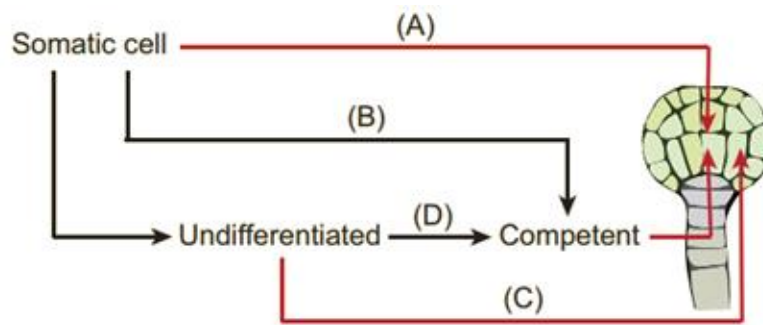 (A)
Somatic cell
(B)
(D)
Undifferentiated
Competent
(C)